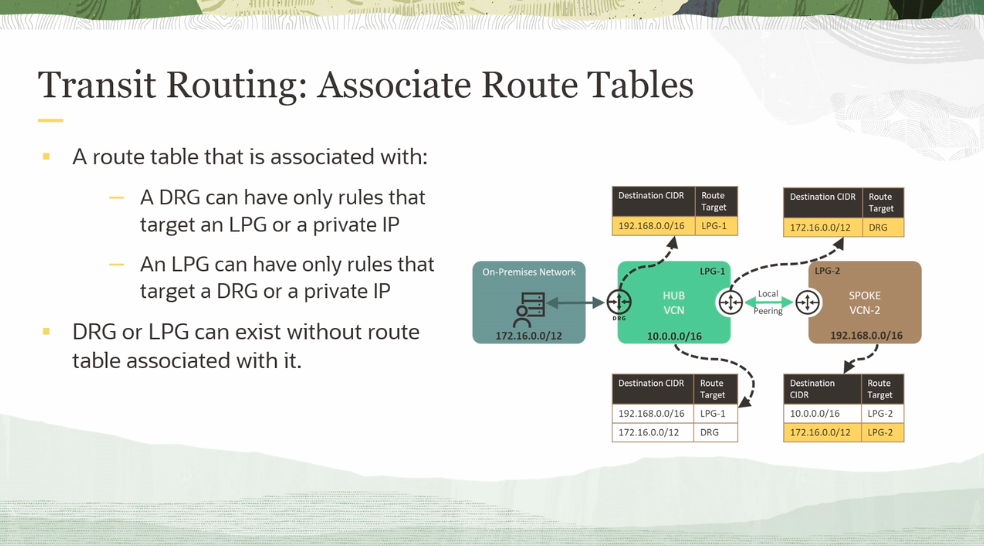 Transit Routing: Associate Route Tables
▪ A route table that is associated with:
— A DRG can have only rules that
target an LPG or a private IP
— An LPG can have only rules that
target a DRG or a private IP
▪ DRG or LPG can exist without route
table associated with it.
Destination CIDR Route Target
192.168.0.0/16 LPG-1
Destination CIDR Route Target
172.16.0.0/12 DRG
On-Premises Network
172.16.0.0/12
DRG
LPG-1
HUB
VCN
10.0.0.0/16
Local
Peering
LPG-2
SPOKE
VCN-2
192.168.0.0/16
Destination CIDR Route Target
192.168.0.0/16 LPG-1
172.16.0.0/12 DRG
Destination CIDR Route Target
10.0.0.0/16 LPG-2
172.16.0.0/12 LPG-2